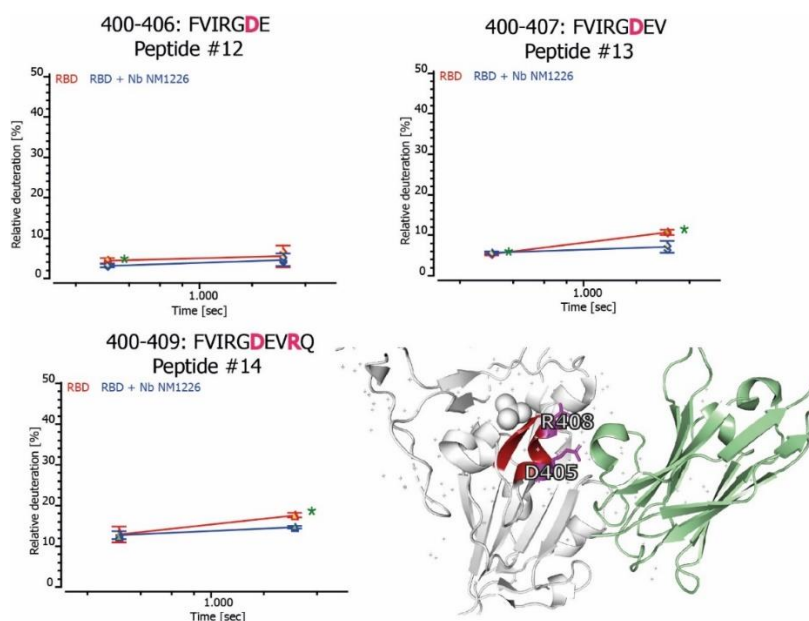 400-406: FVIRGDE
Peptide #12
RBD RBD + Nb NM1226
Relative deuteration [%]
50
40
30
20
10
0
*
1.000
Time [sec]
400-407: FVIRGDEV
Peptide #13
RBD RBD + Nb NM1226
Relative deuteration [%]
50
40
30
20
10
0
*
*
1.000
Time [sec]
400-409: FVIRGDEVRQ
Peptide #14
RBD RBD + Nb NM1226
Relative deuteration [%]
50
40
30
20
10
0
*
1.000
Time [sec]
R408
D405